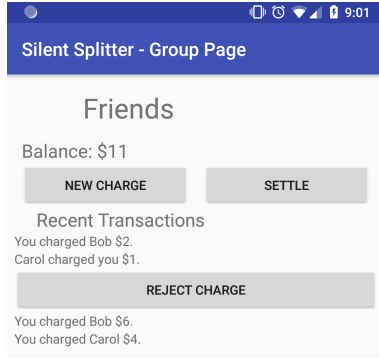 9:01
Silent Splitter - Group Page
Friends
Balance: $11
NEW CHARGE
SETTLE
Recent Transactions
You charged Bob $2.
Carol charged you $1.
REJECT CHARGE
You charged Bob $6.
You charged Carol $4.